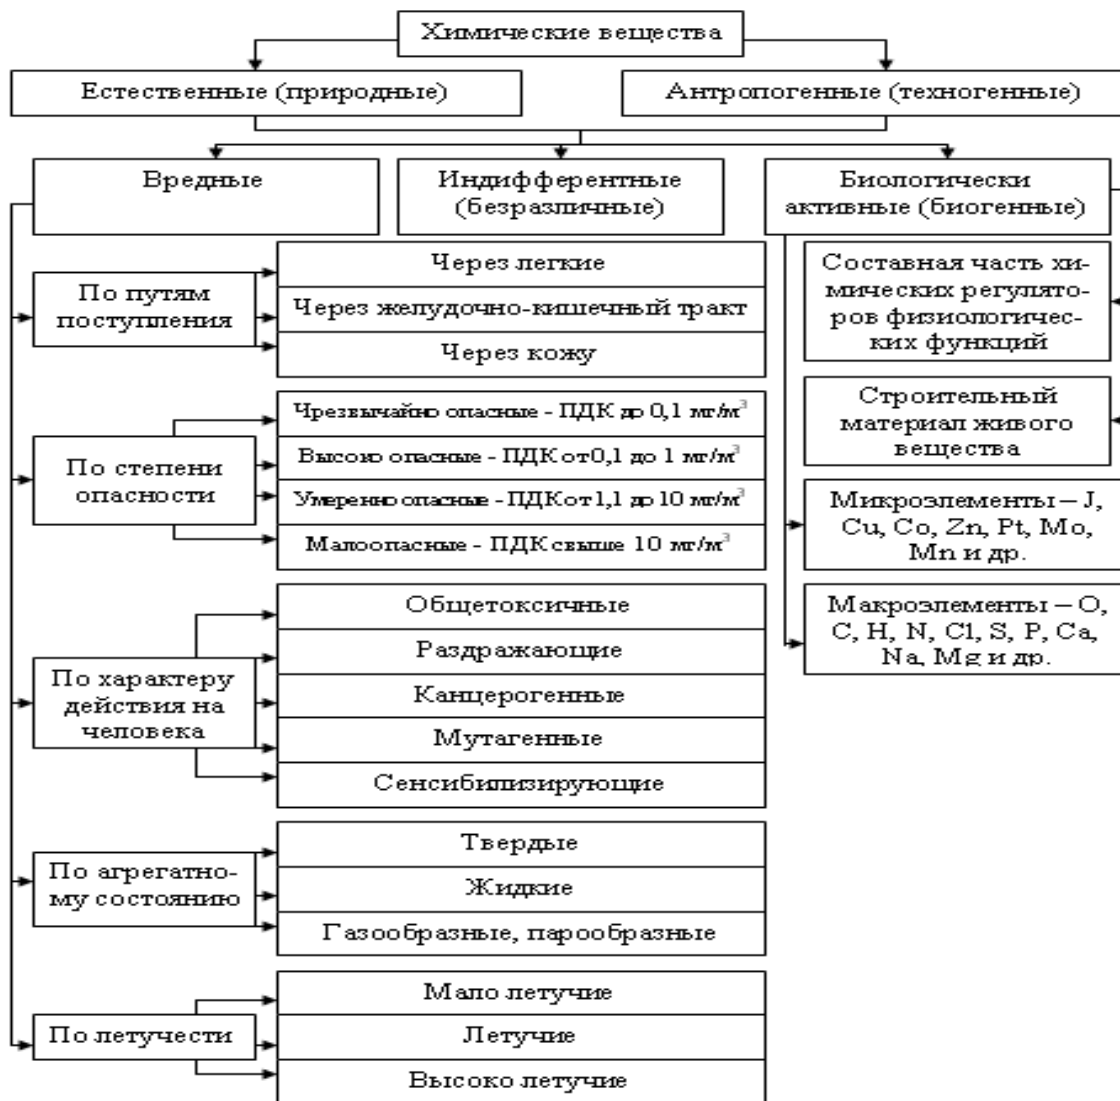 Химические вещества
Естественные (природные)
Антропогенные (техногенные)
Вредные
Индифферентные
(безразличные)
Биологически
активные (биогенные)
По путям
поступления
Через легкие
Через желудочно-кишечный тракт
Через кожу
Составная часть хи-
мических регулято-
ров физиологичес-
ких функций
Строительный
материал живого
вещества
Микроэлементы – J,
Cu, Co, Zn, Pt, Mo,
Mn и др.
Макроэлементы – O,
C, H, N, Cl, S, P, Ca,
Na, Mg и др.
По степени
опасности
Чрезвычайно опасные - ПДК до 0,1 мг/м³
Высоко опасные - ПДК от 0,1 до 1 мг/м³
Умеренно опасные - ПДК от 1,1 до 10 мг/м³
Малоопасные - ПДК свыше 10 мг/м³
По характеру
действия на
человека
Общетоксичные
Раздражающие
Канцерогенные
Мутагенные
Сенсибилизирующие
По агрегатно-
му состоянию
Твердые
Жидкие
Газообразные, парообразные
По летучести
Мало летучие
Летучие
Высоко летучие